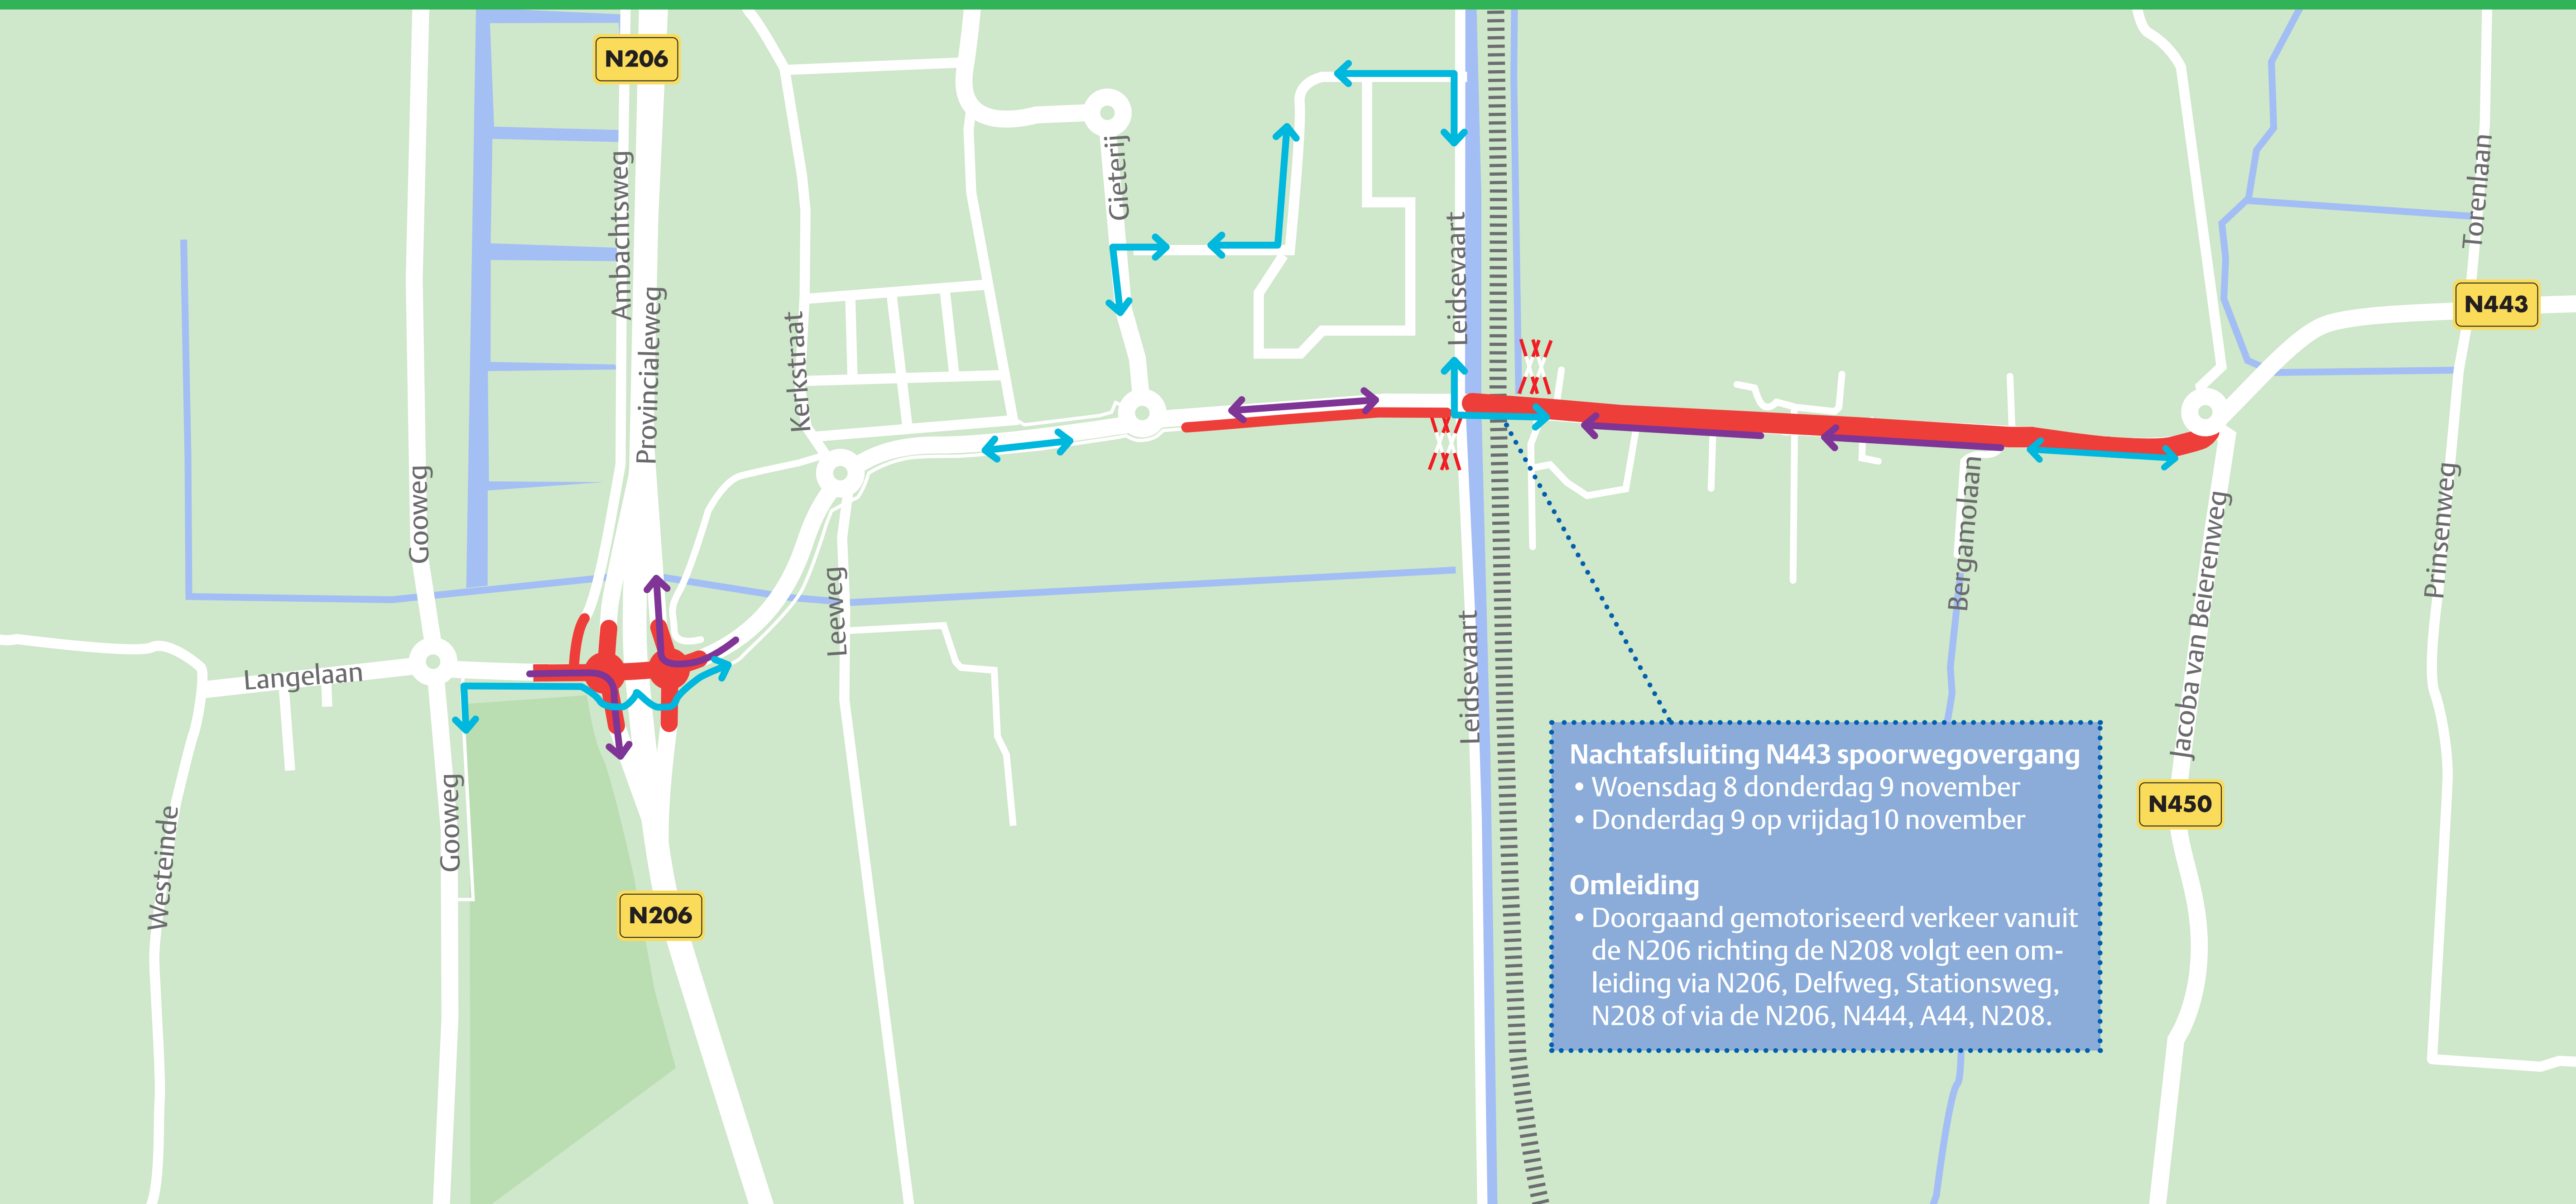 N206
Ambachtsweg
Provincialeweg
Gooweg
Kerkstraat
Gieterij
Leidsevaart
Torenlaan
N443
Langelaan
Westeinde
Gooweg
Leeweg
N206
Leidsevaart
Bergamolaan
Jacoba van Beierenweg
Prinsenweg
N450
Nachtafsluiting N443 spoorwegovergang
• Woensdag 8 donderdag 9 november
• Donderdag 9 op vrijdag10 november
Omleiding
• Doorgaand gemotoriseerd verkeer vanuit
de N206 richting de N208 volgt een om-
leiding via N206, Delfweg, Stationsweg,
N208 of via de N206, N444, A44, N208.